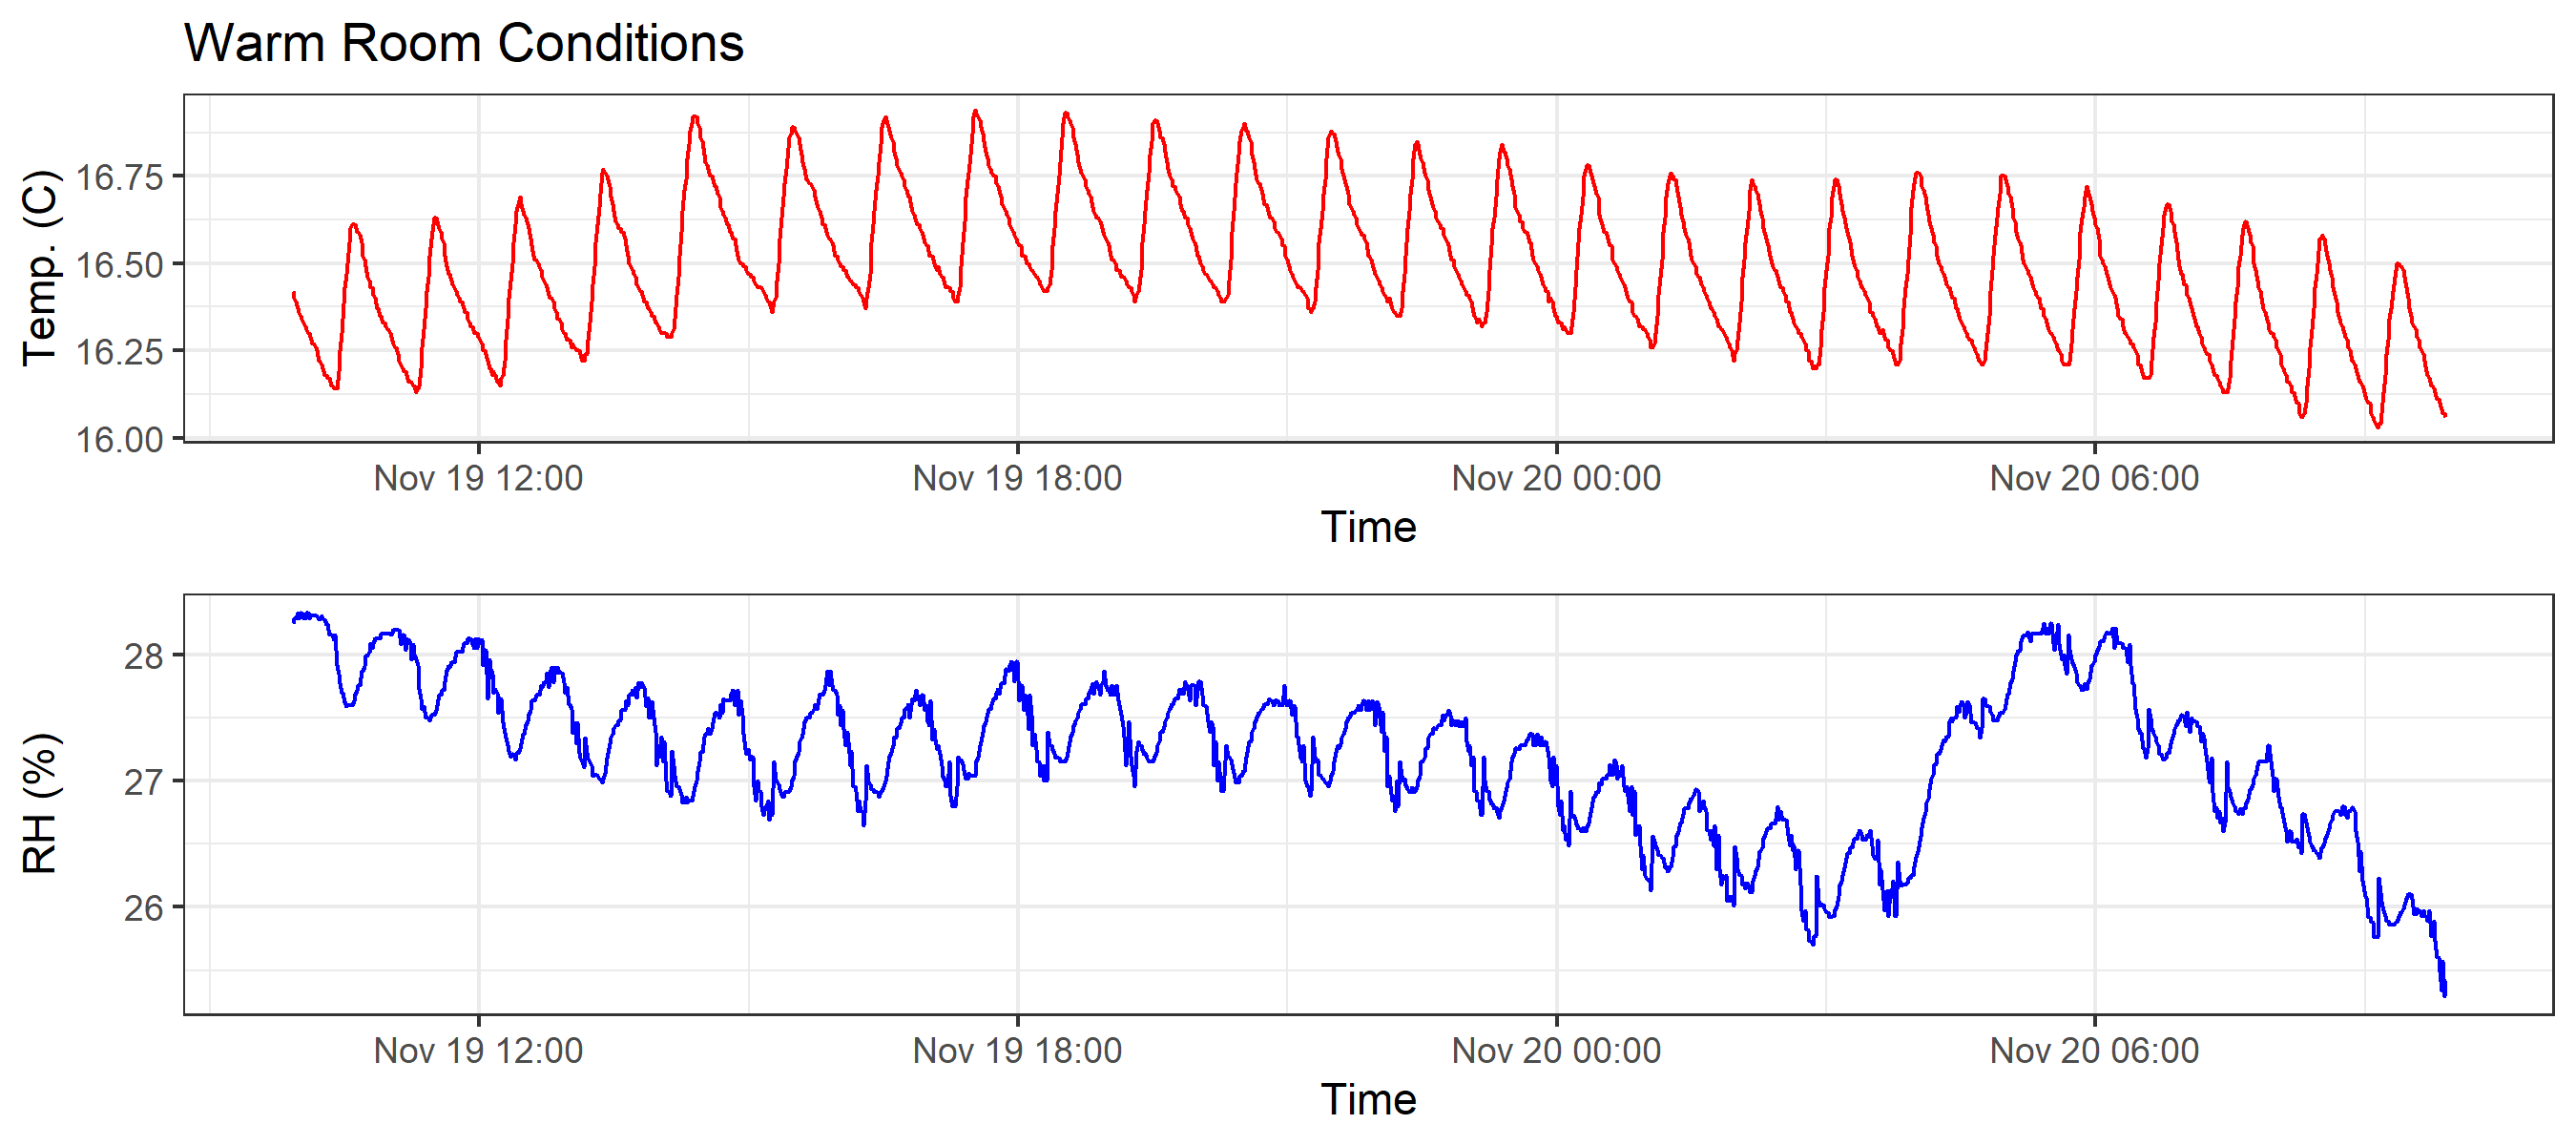 Warm Room Conditions
Temp. (C)
16.75
16.50
16.25
16.00
Nov 19 12:00 Nov 19 18:00 Nov 20 00:00 Nov 20 06:00
Time
RH (%)
28
27
26
Nov 19 12:00 Nov 19 18:00 Nov 20 00:00 Nov 20 06:00
Time